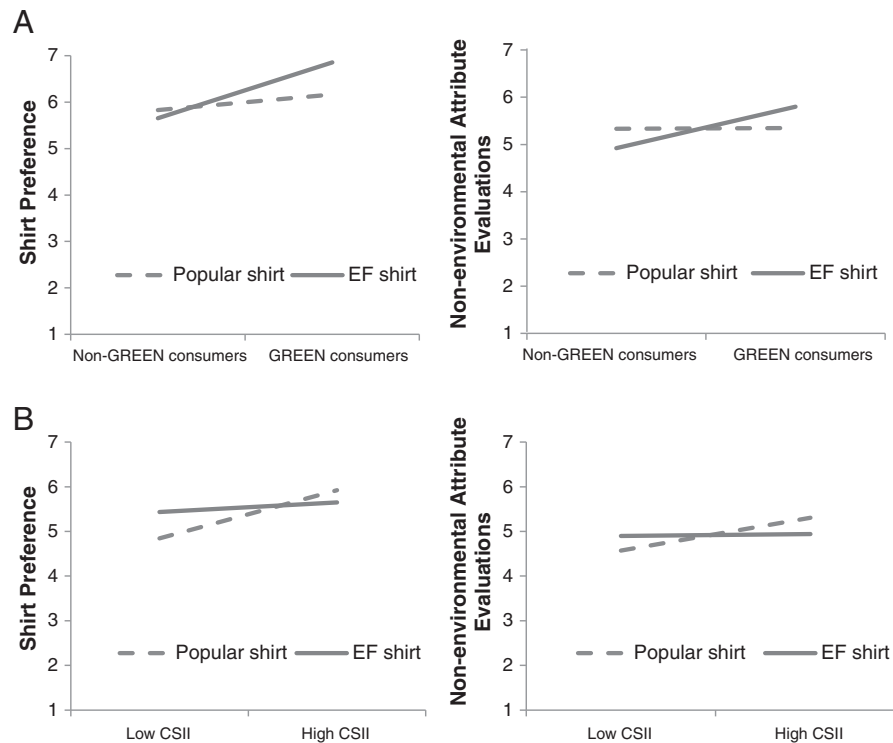 A
Shirt Preference
7
6
5
4
3
2
1
Popular shirt EF shirt
Non-GREEN consumers GREEN consumers
Non-environmental Attribute
Evaluations
7
6
5
4
3
2
1
Popular shirt EF shirt
Non-GREEN consumers GREEN consumers
B
Shirt Preference
7
6
5
4
3
2
1
Popular shirt EF shirt
Low CSII High CSII
Non-environmental Attribute
Evaluations
7
6
5
4
3
2
1
Popular shirt EF shirt
Low CSII High CSII